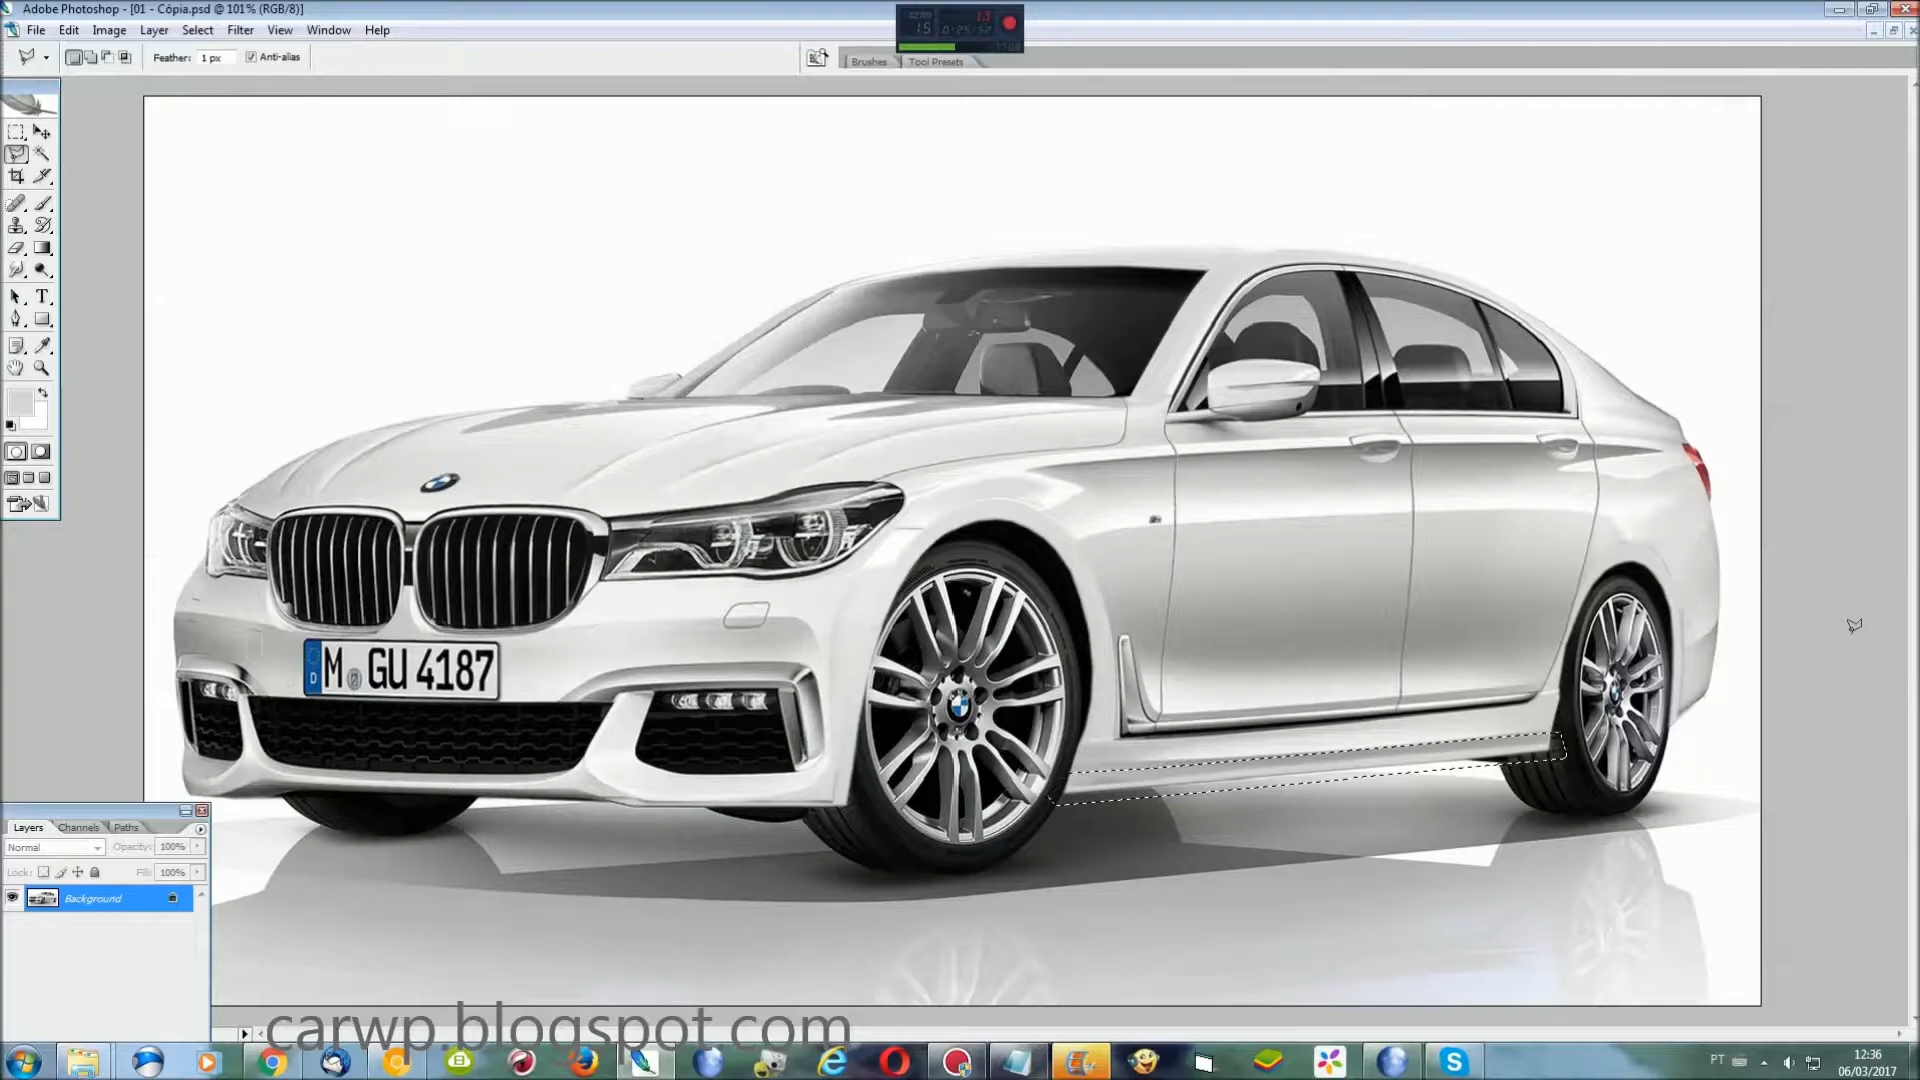 Adobe Photoshop - [01 - Cópia.psd @ 101% (RGB/8)]
File Edit Image Layer Select Filter View Window Help
Feather: 1 px Anti-alias
Brushes Tool Presets
15 13
T
M GU 4187
D
Layers Channels Paths
Normal Opacity: 100%
Lock: Fill: 100%
Background
carwp.blogspot.com
PT
12:36
06/03/2017